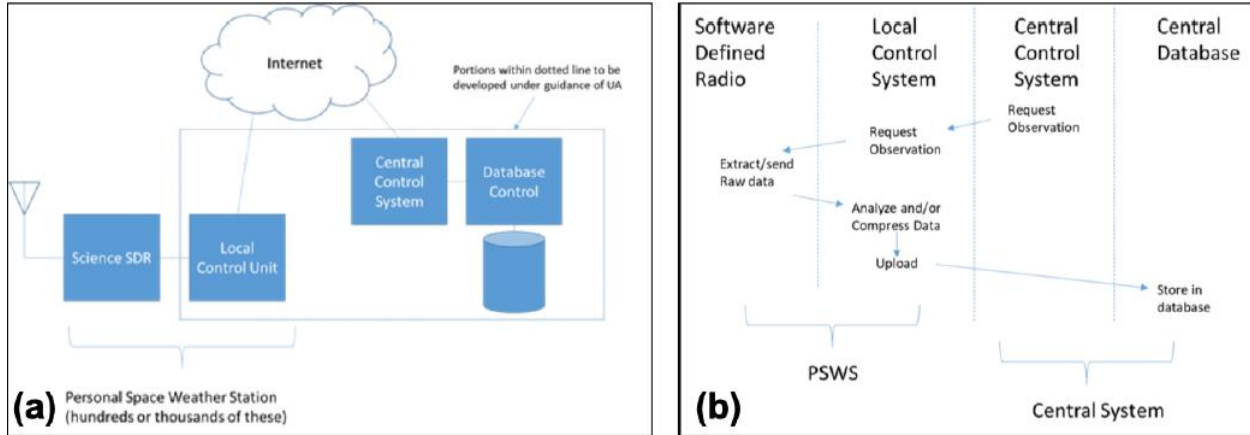 Internet
Portions within dotted line to be
developed under guidance of UA
Central
Control
System
Database
Control
Science SDR
Local
Control Unit
Personal Space Weather Station
(hundreds or thousands of these)
(a)
Software
Defined
Radio
Local
Control
System
Central
Control
System
Central
Database
Request
Observation
Request
Observation
Extract/send
Raw data
Analyze and/or
Compress Data
Upload
Store in
database
PSWS
Central System
(b)